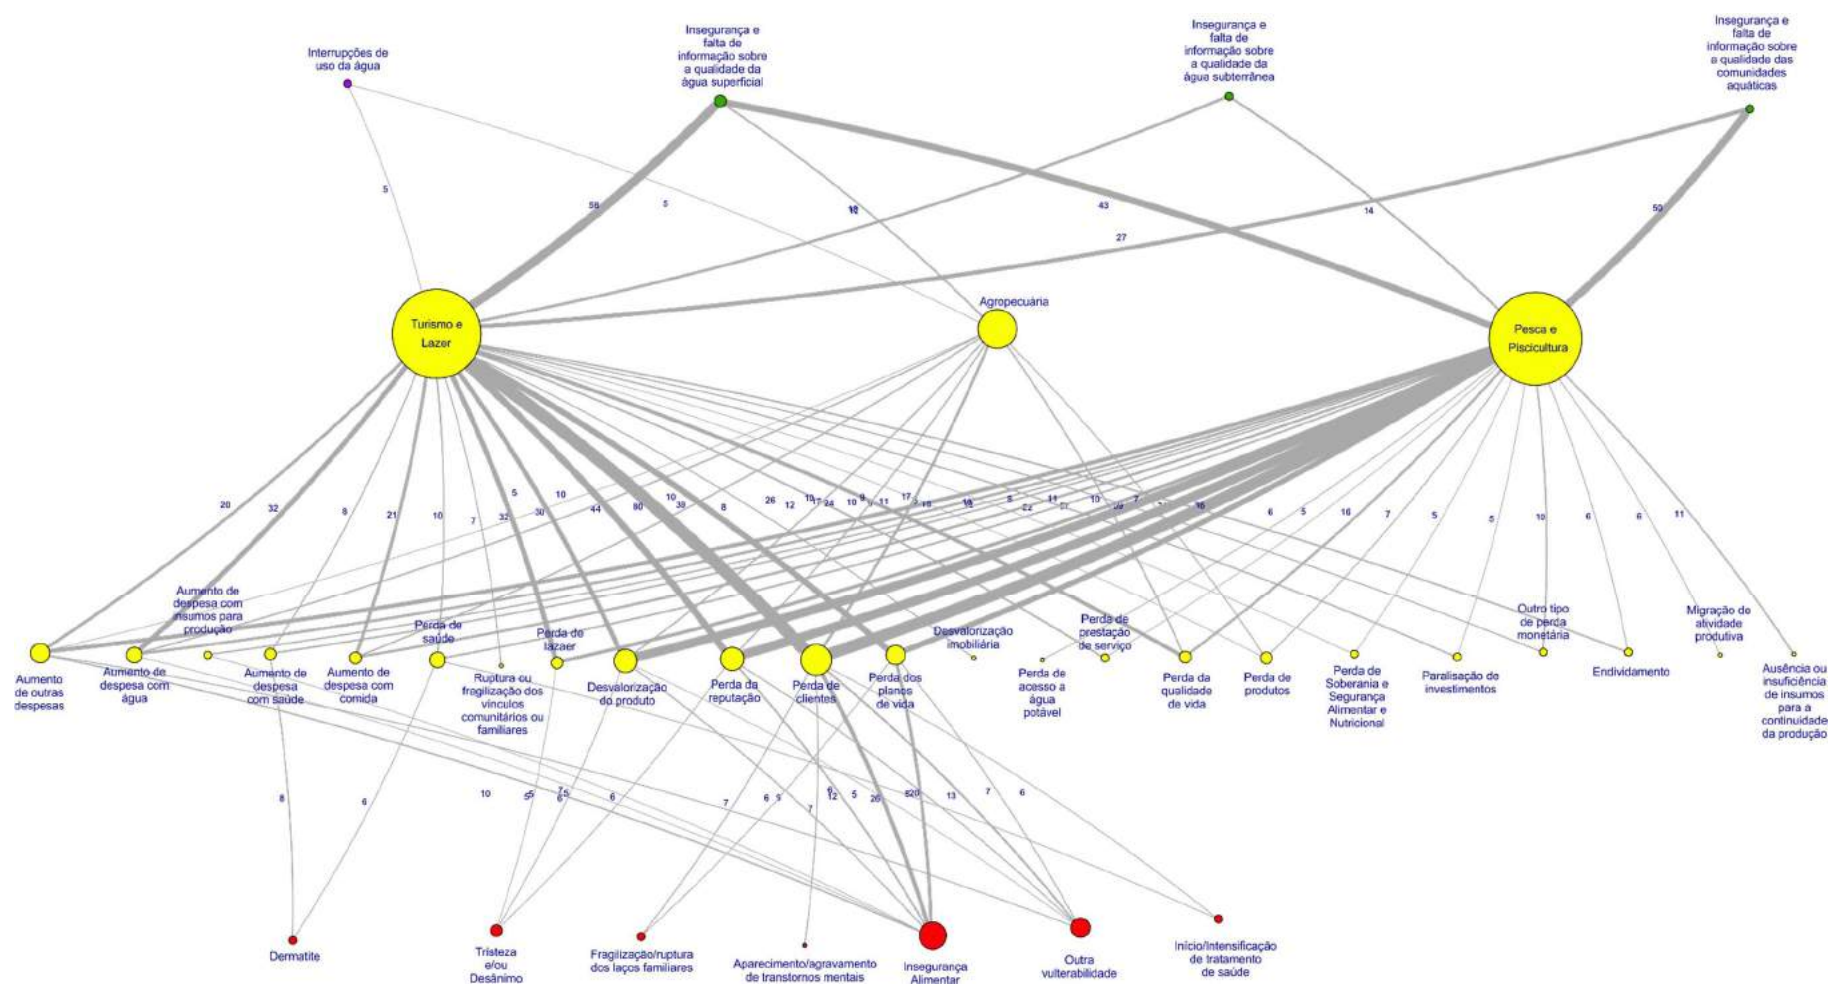 Interrupções de
uso da água
Insegurança e
falta de
informação sobre
a qualidade da
água superficial
Insegurança e
falta de
informação sobre
a qualidade da
água subterrânea
Insegurança e
falta de
informação sobre
a qualidade das
comunidades
aquáticas
5
56
5
43
14
50
27
Turismo e
Lazer
Agropecuária
Pesca e
Piscicultura
20
32
8
21
10
7
5
32
10
30
44
80
10
39
8
26
12
10
24
10
9
11
17
11
10
7
6
5
16
7
5
5
10
6
6
11
Aumento
de outras
despesas
Aumento de
despesa com
água
Aumento de
despesa com
insumos para
produção
Aumento de
despesa
com saúde
Aumento de
despesa com
comida
Perda de
saúde
Ruptura ou
fragilização dos
vínculos
comunitários ou
familiares
Perda de
lazaer
Desvalorização
do produto
Perda da
reputação
Perda de
clientes
Perda dos
planos
de vida
Desvalorização
imobiliária
Perda de
acesso a
água
potável
Perda de
prestação
de serviço
Perda da
qualidade
de vida
Perda de
produtos
Perda de
Soberania e
Segurança
Alimentar e
Nutricional
Paralisação de
investimentos
Outro tipo
de perda
monetária
Endividamento
Migração de
atividade
produtiva
Ausência ou
insuficiência
de insumos
para a
continuidade
da produção
8
6
10
6
7
6
7
12
5
26
20
13
7
6
Dermatite
Tristeza
e/ou
Desânimo
Fragilização/ruptura
dos laços familiares
Aparecimento/agravamento
de transtornos mentais
Insegurança
Alimentar
Outra
vulterabilidade
Início/Intensificação
de tratamento
de saúde